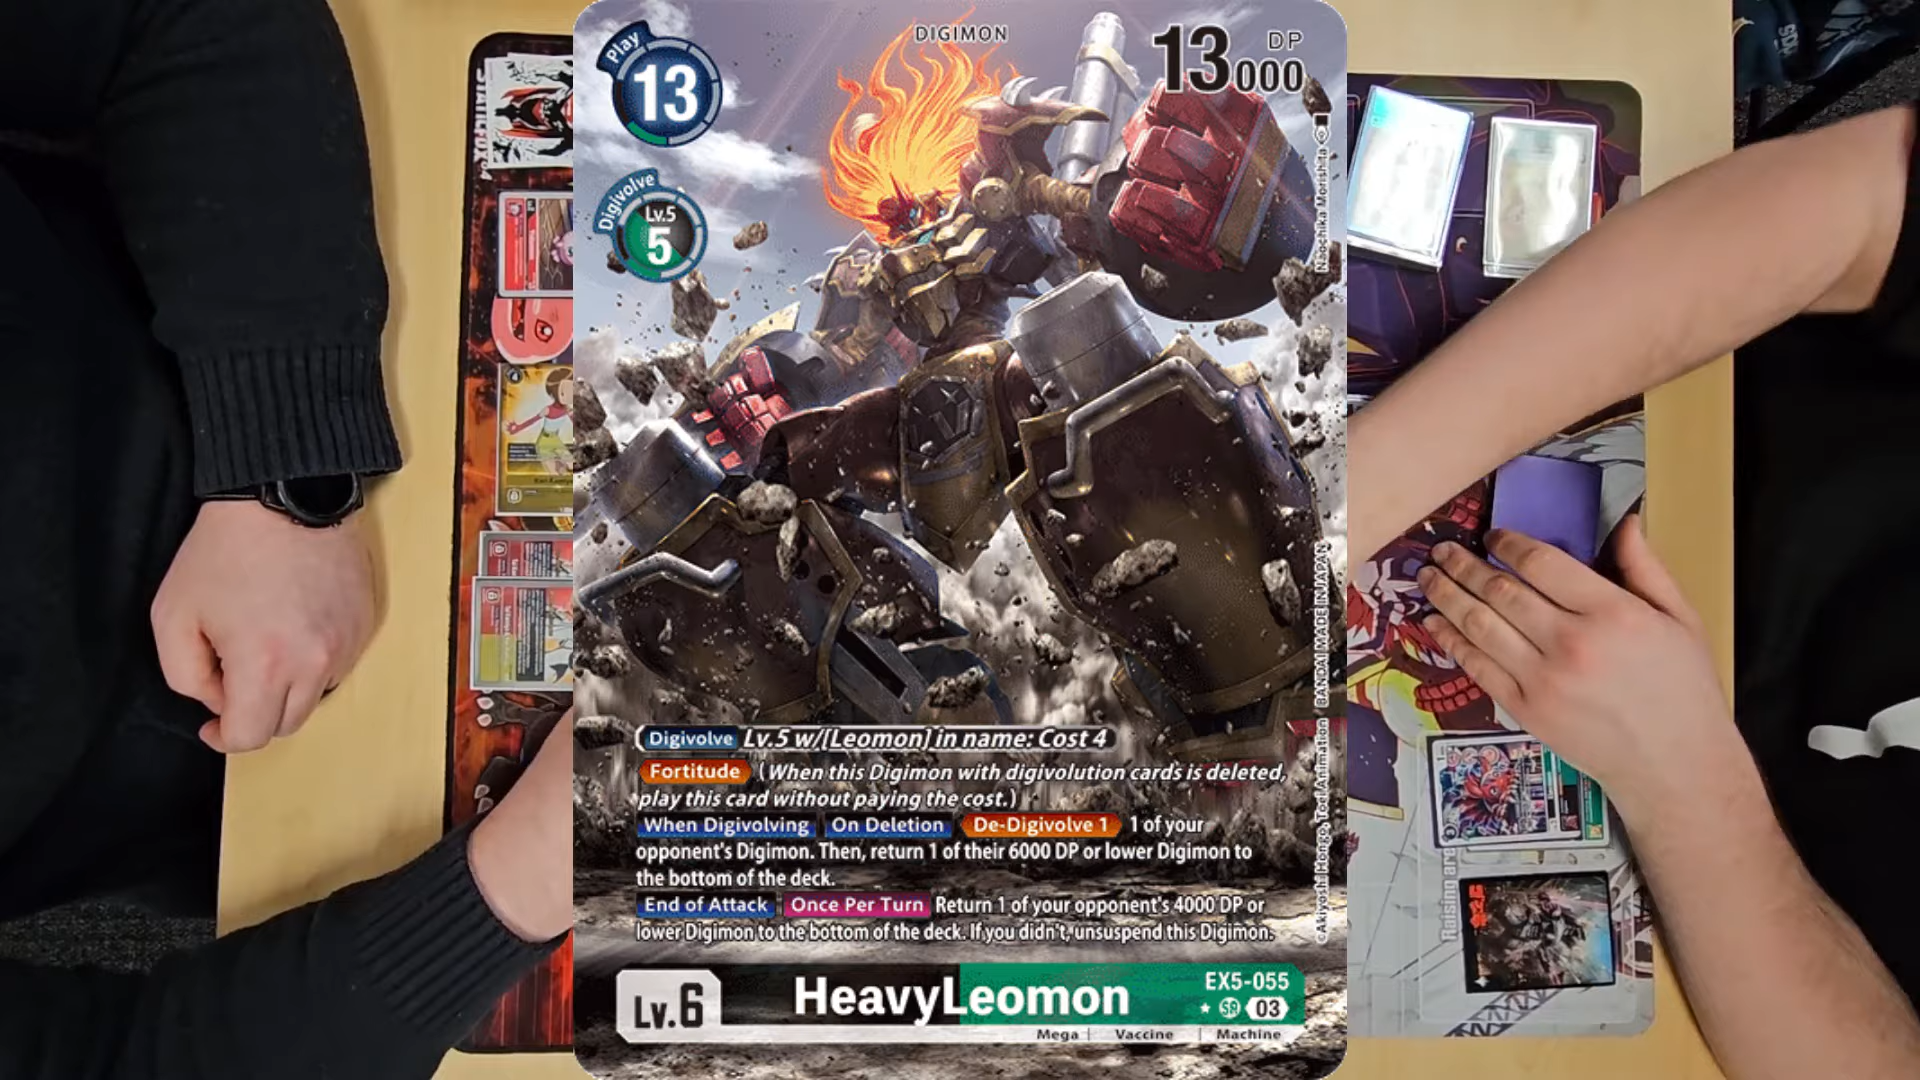 Play
13
DIGIMON
13000
DP
Digivolve
Lv.5
5
Naochika Morishita
Digivolve Lv.5 w/[Leomon] in name: Cost 4
Fortitude (When this Digimon with digivolution cards is deleted,
play this card without paying the cost.)
When Digivolving On Deletion De-Digivolve 1 1 of your
opponent's Digimon. Then, return 1 of their 6000 DP or lower Digimon to
the bottom of the deck.
End of Attack Once Per Turn Return 1 of your opponent's 4000 DP or
lower Digimon to the bottom of the deck. If you didn't, unsuspend this Digimon.
©Akiyoshi Hongo, Toei Animation BANDAI MADE IN JAPAN
Lv.6
HeavyLeomon
EX5-055
SR 03
Mega
Vaccine
Machine
Raising are